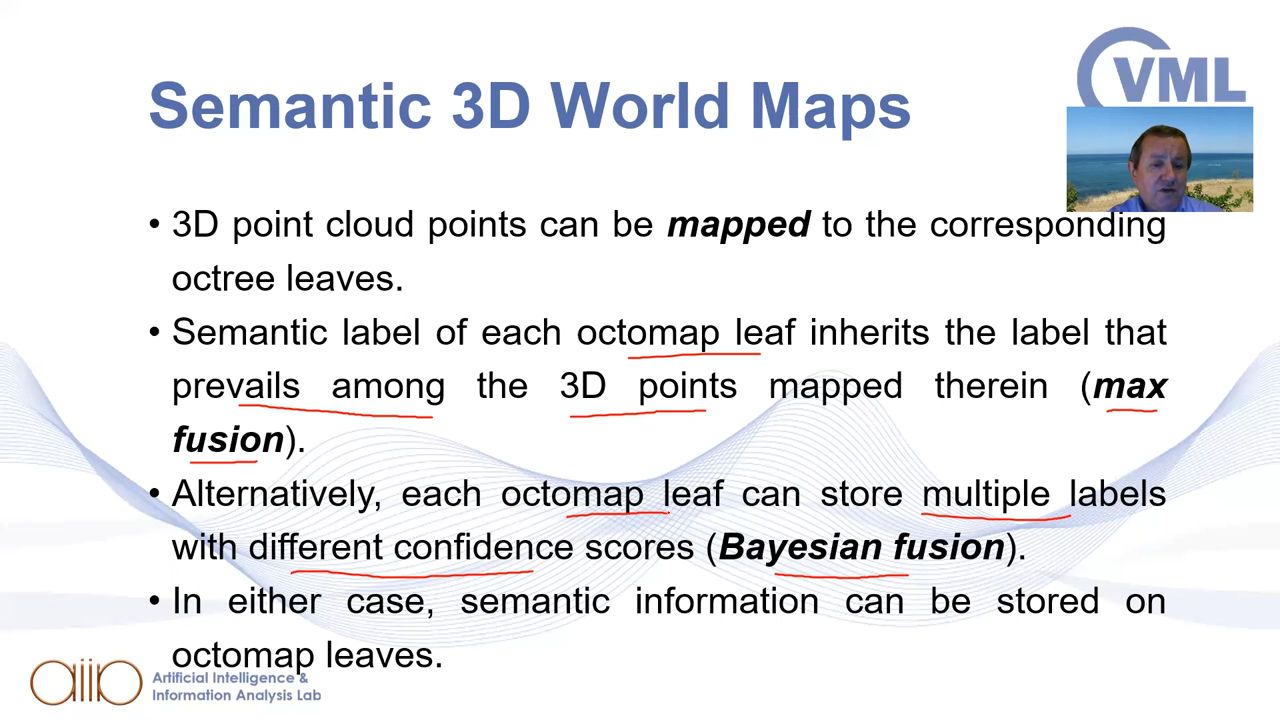 VML
Semantic 3D World Maps
• 3D point cloud points can be mapped to the corresponding
octree leaves.
• Semantic label of each octomap leaf inherits the label that
prevails among the 3D points mapped therein (max
fusion).
• Alternatively, each octomap leaf can store multiple labels
with different confidence scores (Bayesian fusion).
• In either case, semantic information can be stored on
octomap leaves.
aiia
Artificial Intelligence &
Information Analysis Lab